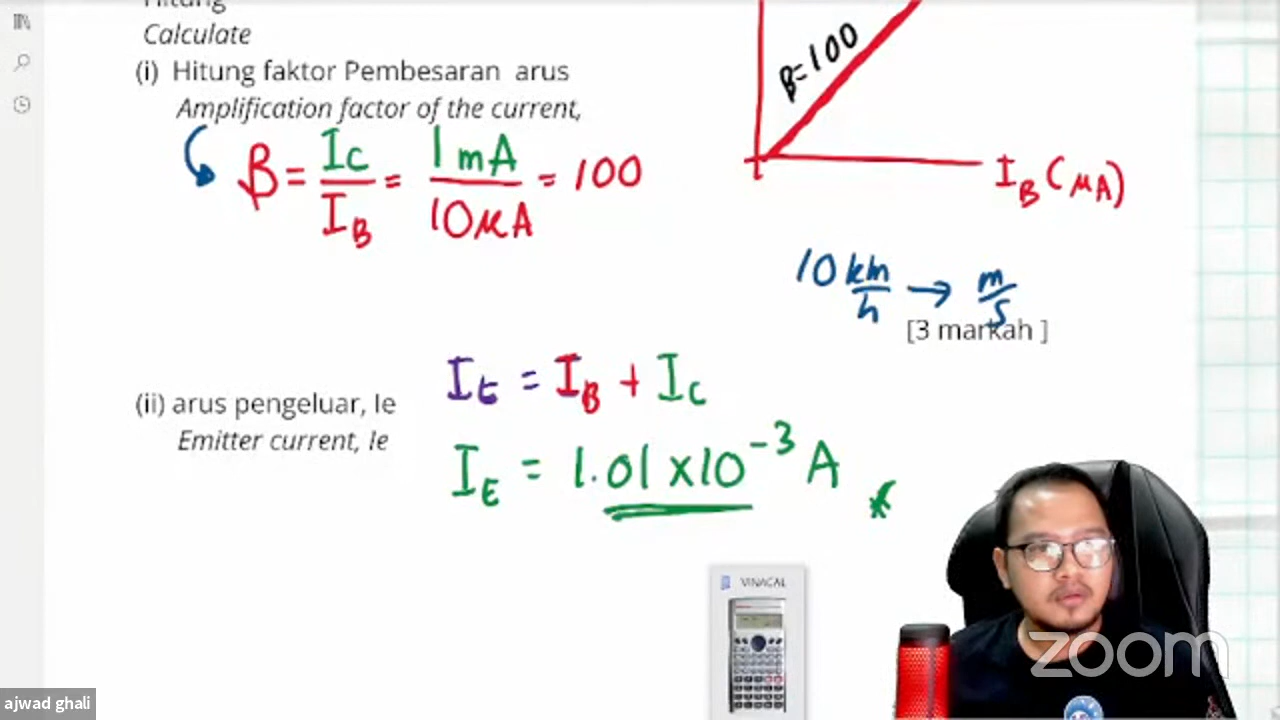 Hitung
Calculate
(i) Hitung faktor Pembesaran arus
Amplification factor of the current,
β = IC / IB = 1 mA / 10 μA = 100
β=100
IB (μA)
10 km/h → m/s
[3 markah ]
(ii) arus pengeluar, Ie
Emitter current, Ie
IE = IB + IC
IE = 1.01 x10⁻³ A
VINACAL
zoom
ajwad ghali